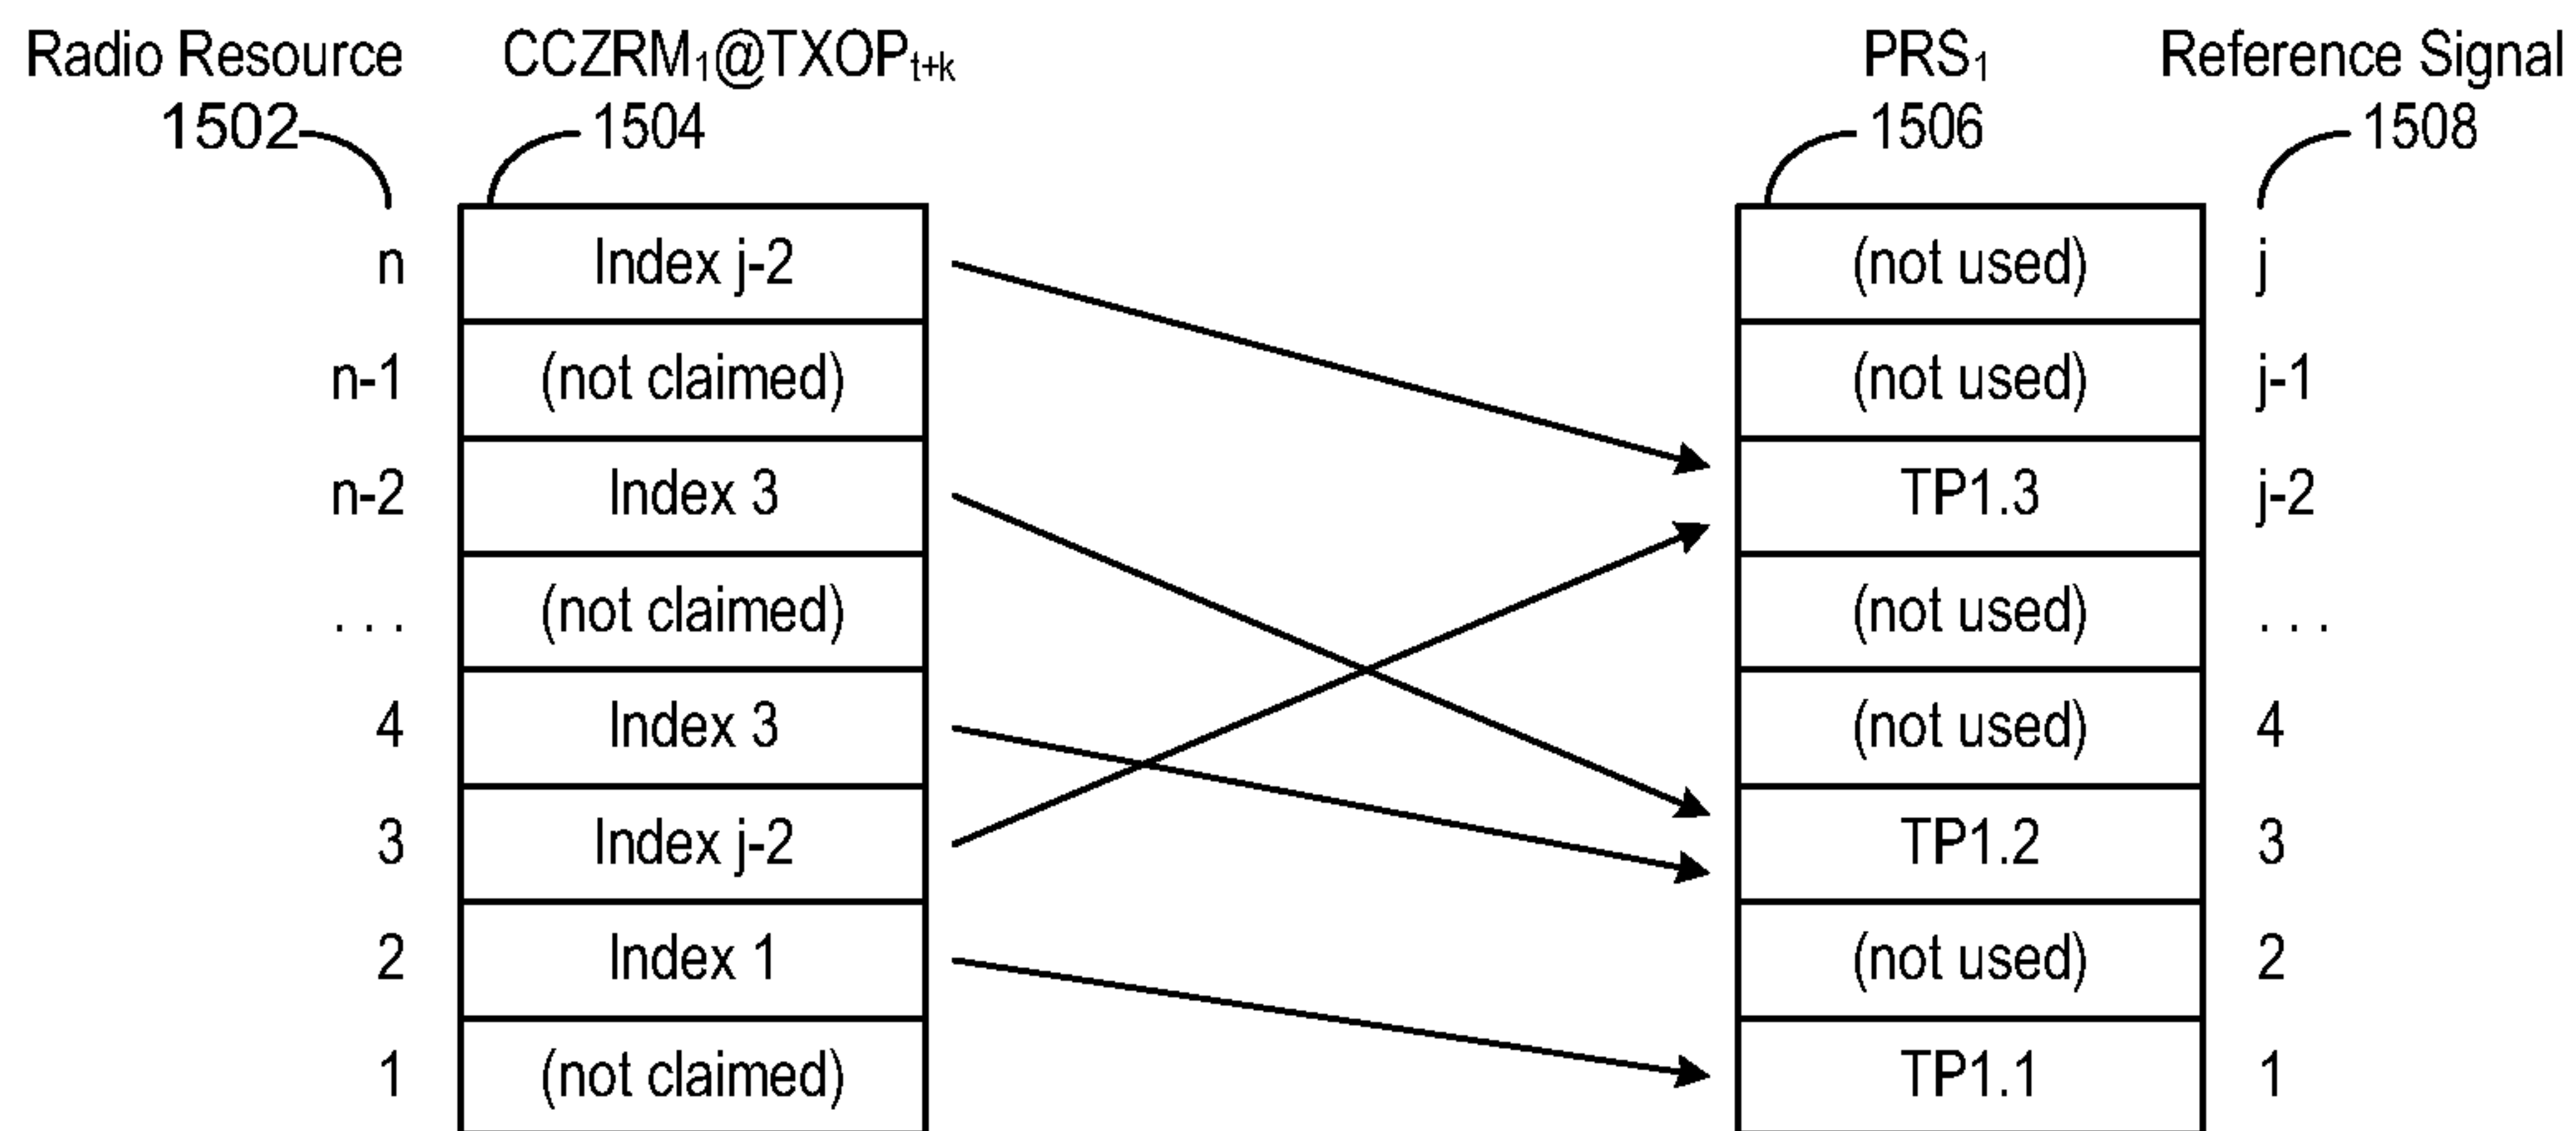 Radio Resource CCZRM₁@TXOPₜ₊ₖ PRS₁ Reference Signal
1502 1504 1506 1508
n Index j-2 (not used) j
n-1 (not claimed) (not used) j-1
n-2 Index 3 TP1.3 j-2
. . . (not claimed) (not used) . . .
4 Index 3 (not used) 4
3 Index j-2 TP1.2 3
2 Index 1 (not used) 2
1 (not claimed) TP1.1 1